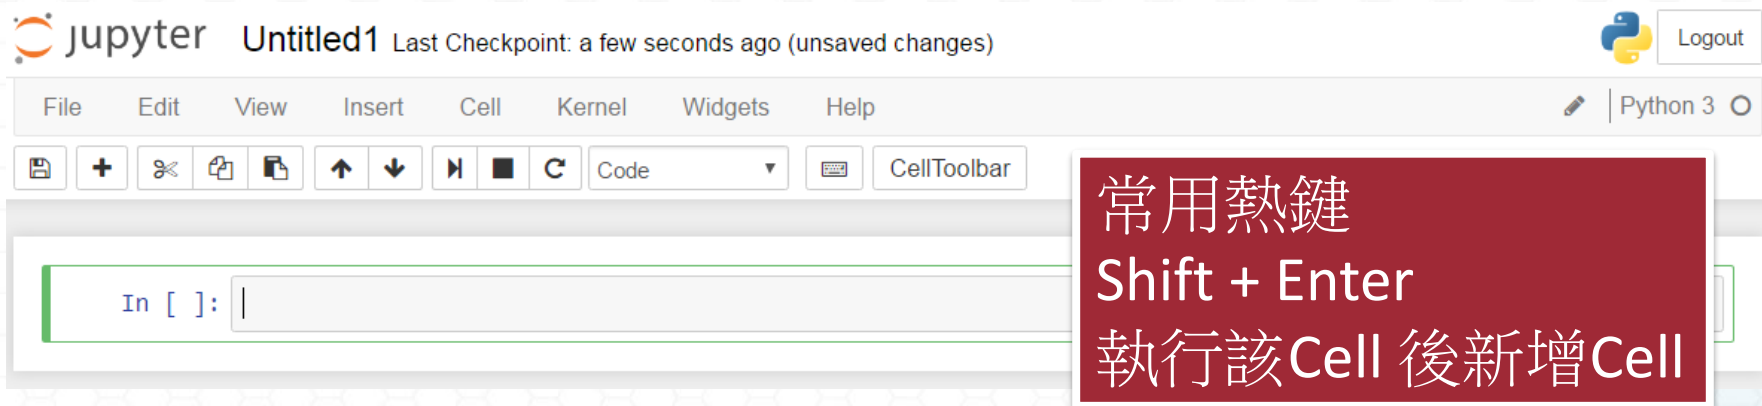 jupyter Untitled1 Last Checkpoint: a few seconds ago (unsaved changes) Logout
File Edit View Insert Cell Kernel Widgets Help Python 3
Code CellToolbar
In [ ]:
常用熱鍵
Shift + Enter
執行該Cell 後新增Cell